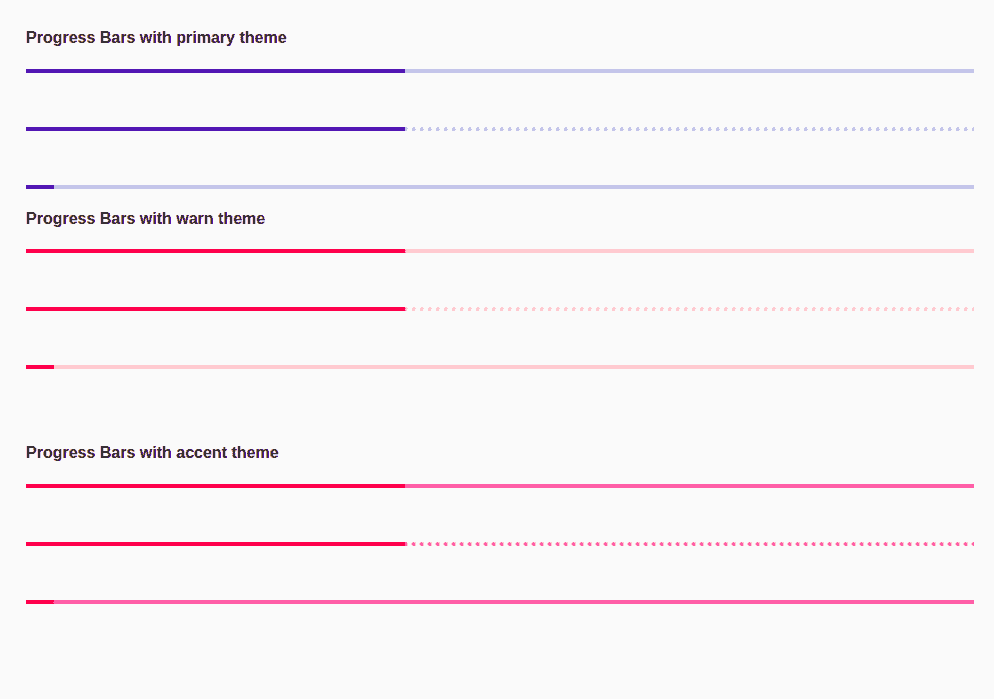 Progress Bars with primary theme
Progress Bars with warn theme
Progress Bars with accent theme